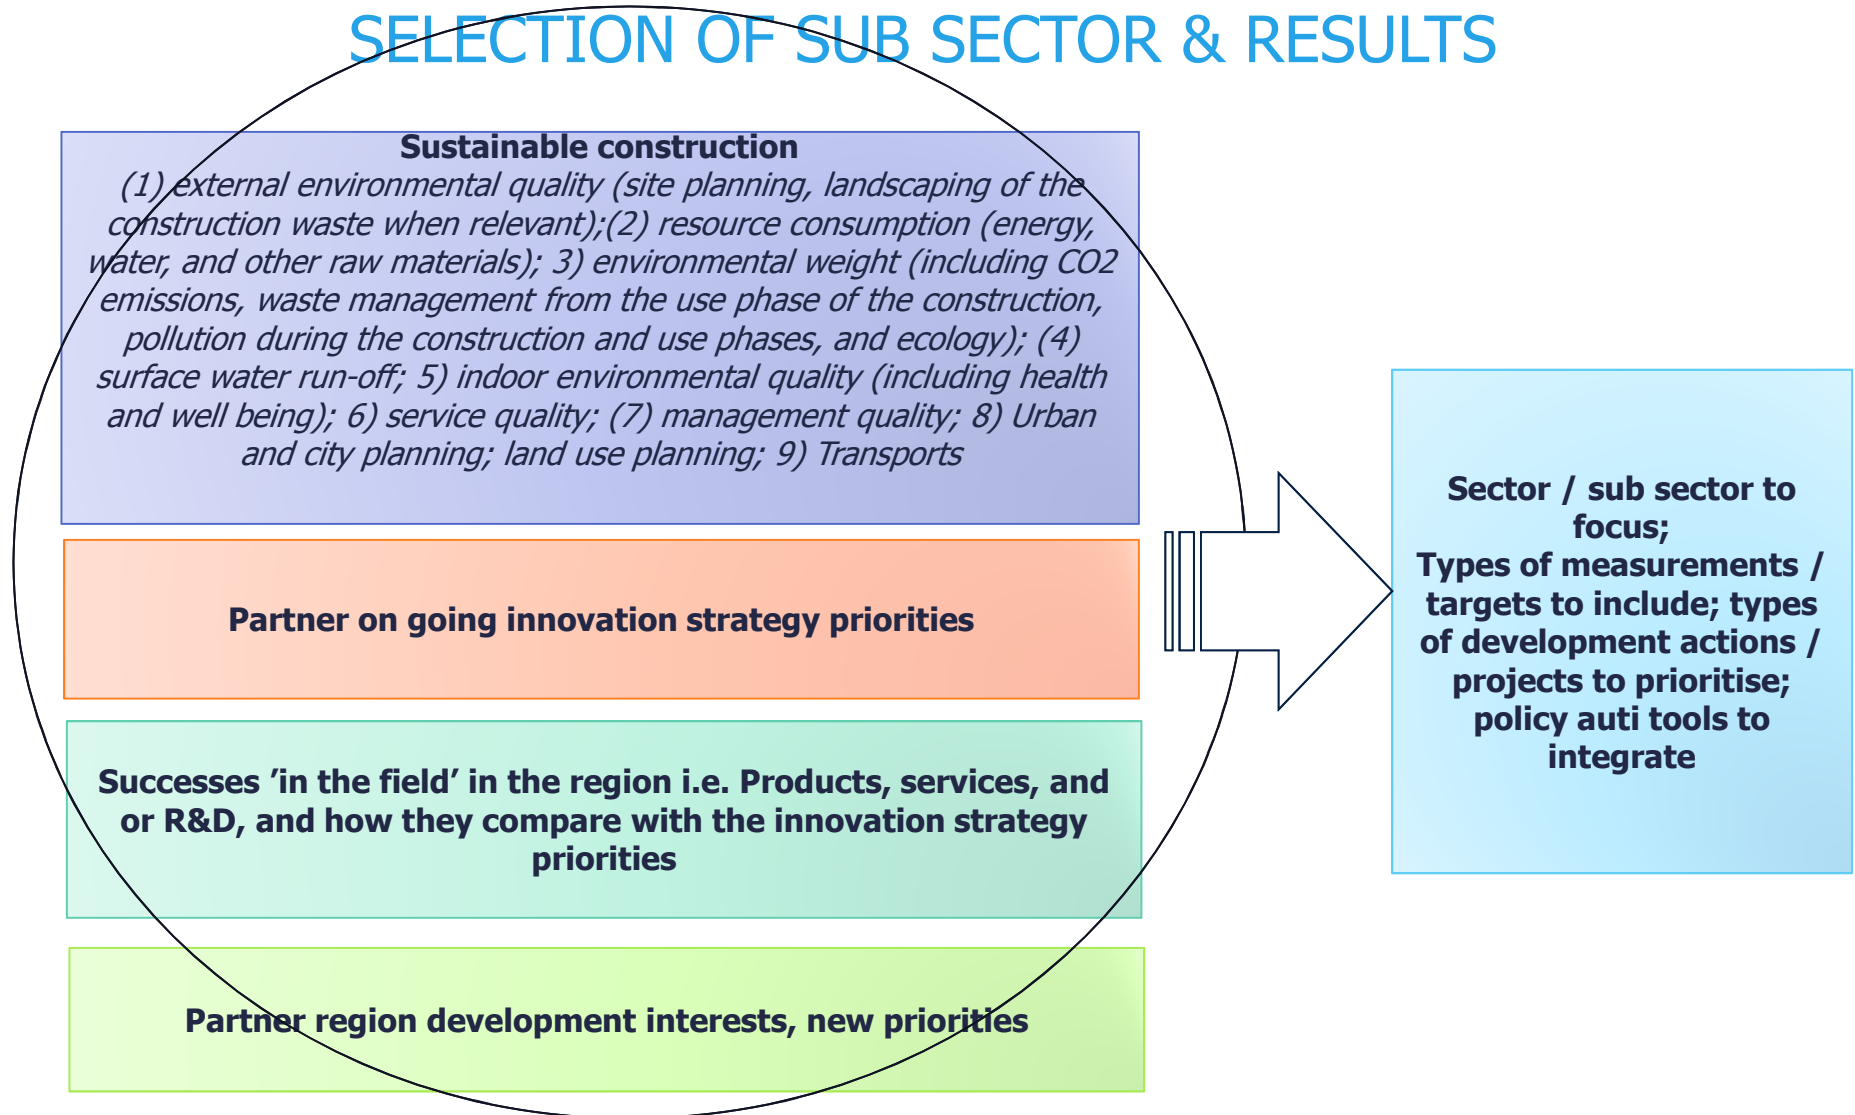 SELECTION OF SUB SECTOR & RESULTS
Sustainable construction
(1) external environmental quality (site planning, landscaping of the
construction waste when relevant);(2) resource consumption (energy,
water, and other raw materials); 3) environmental weight (including CO2
emissions, waste management from the use phase of the construction,
pollution during the construction and use phases, and ecology); (4)
surface water run-off; 5) indoor environmental quality (including health
and well being); 6) service quality; (7) management quality; 8) Urban
and city planning; land use planning; 9) Transports
Partner on going innovation strategy priorities
Successes ’in the field’ in the region i.e. Products, services, and
or R&D, and how they compare with the innovation strategy
priorities
Partner region development interests, new priorities
Sector / sub sector to
focus;
Types of measurements /
targets to include; types
of development actions /
projects to prioritise;
policy auti tools to
integrate